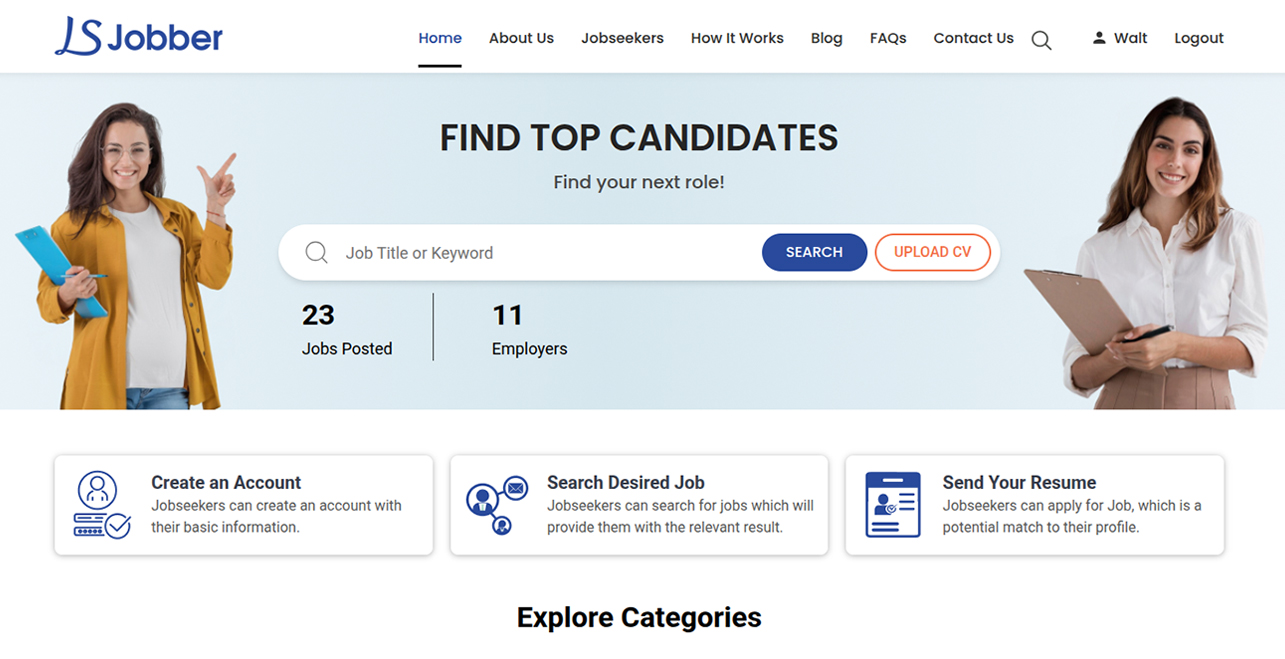 LS Jobber
Home About Us Jobseekers How It Works Blog FAQs Contact Us Walt Logout
FIND TOP CANDIDATES
Find your next role!
Job Title or Keyword SEARCH UPLOAD CV
23 11
Jobs Posted Employers
Create an Account
Jobseekers can create an account with
their basic information.
Search Desired Job
Jobseekers can search for jobs which will
provide them with the relevant result.
Send Your Resume
Jobseekers can apply for Job, which is a
potential match to their profile.
Explore Categories